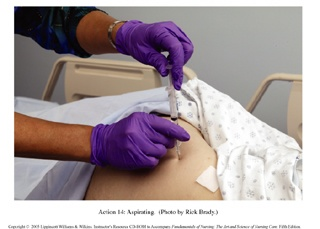 Action 14: Aspirating. (Photo by Rick Brady.)
Copyright © 2005 Lippincott Williams & Wilkins. Instructor's Resource CD-ROM to Accompany Fundamentals of Nursing: The Art and Science of Nursing Care, Fifth Edition.